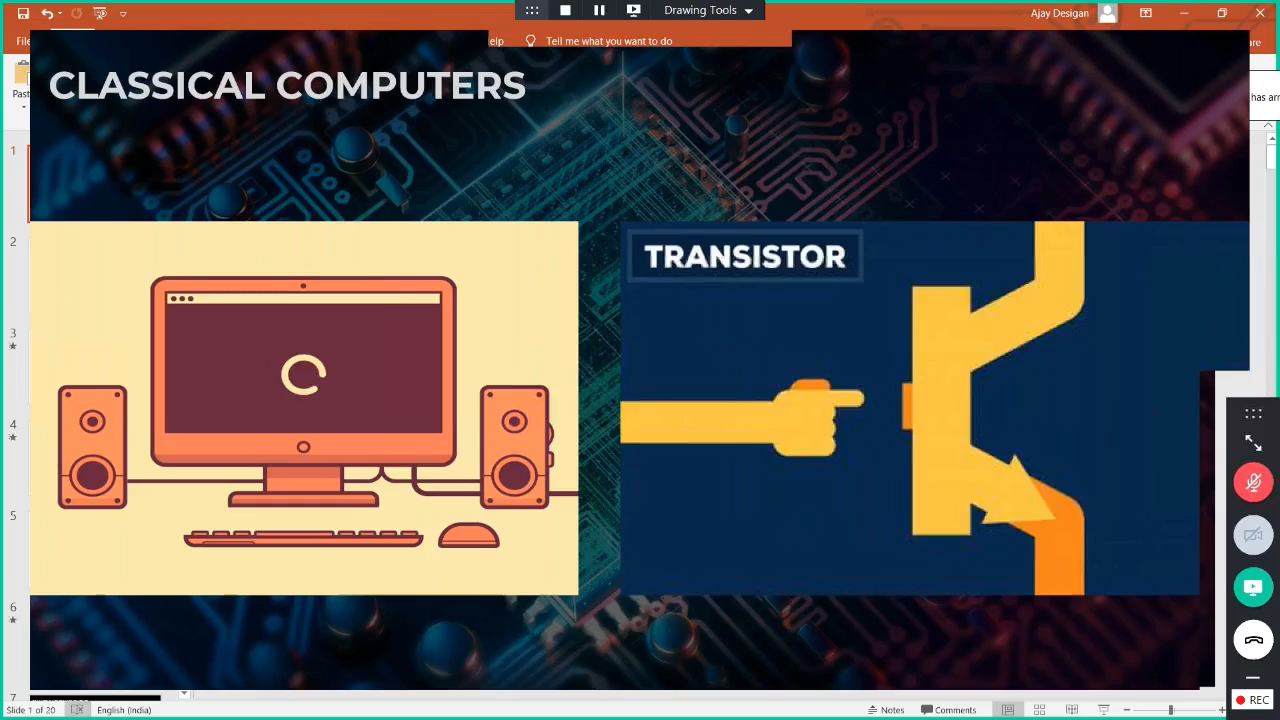 Drawing Tools
Ajay Desigan
File
elp
Tell me what you want to do
are
Past
has arr
CLASSICAL COMPUTERS
TRANSISTOR
1
2
3
4
5
6
7
REC
Slide 1 of 20
English (India)
Notes
Comments